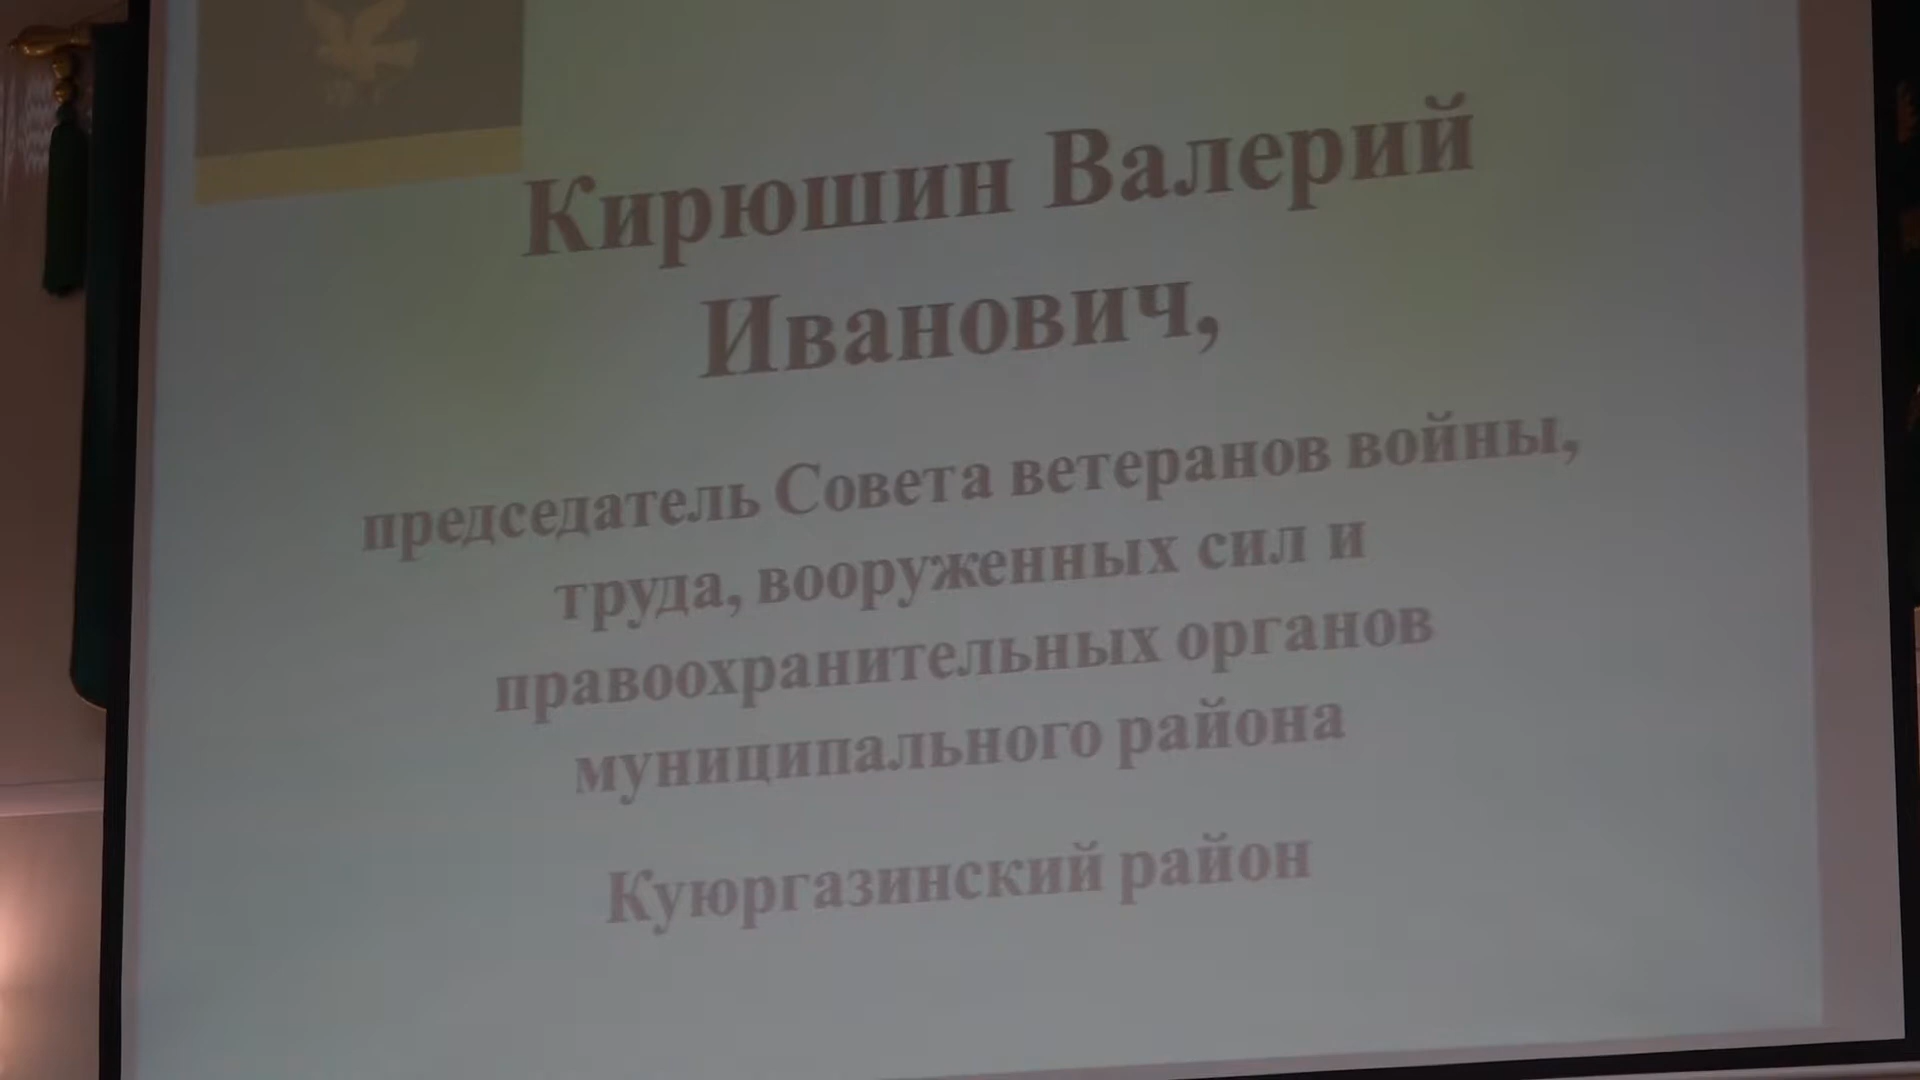 Кирюшин Валерий
Иванович,
председатель Совета ветеранов войны,
труда, вооруженных сил и
правоохранительных органов
муниципального района
Куюргазинский район